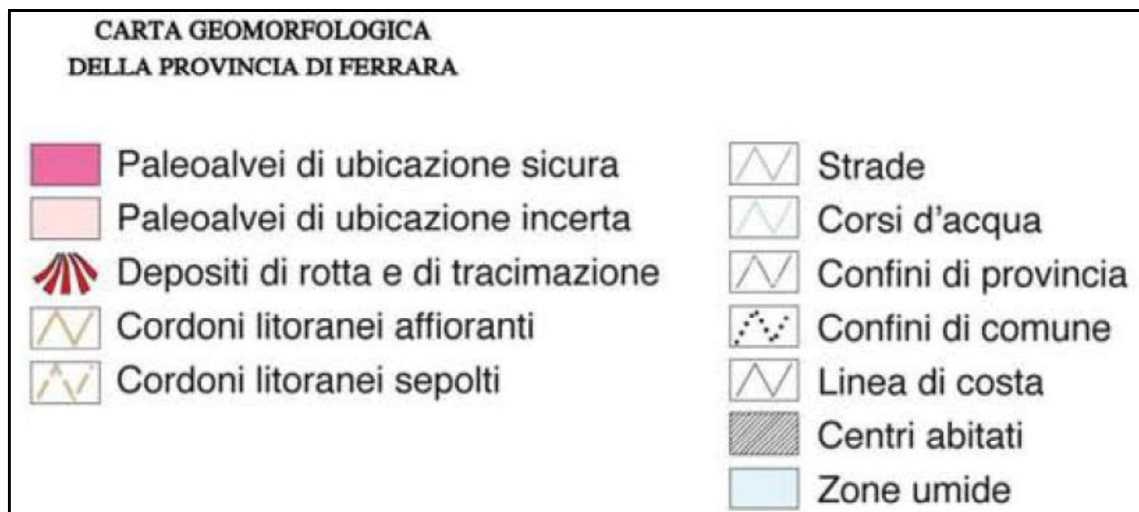 CARTA GEOMORFOLOGICA
DELLA PROVINCIA DI FERRARA
Paleoalvei di ubicazione sicura
Paleoalvei di ubicazione incerta
Depositi di rotta e di tracimazione
Cordoni litoranei affioranti
Cordoni litoranei sepolti
Strade
Corsi d'acqua
Confini di provincia
Confini di comune
Linea di costa
Centri abitati
Zone umide